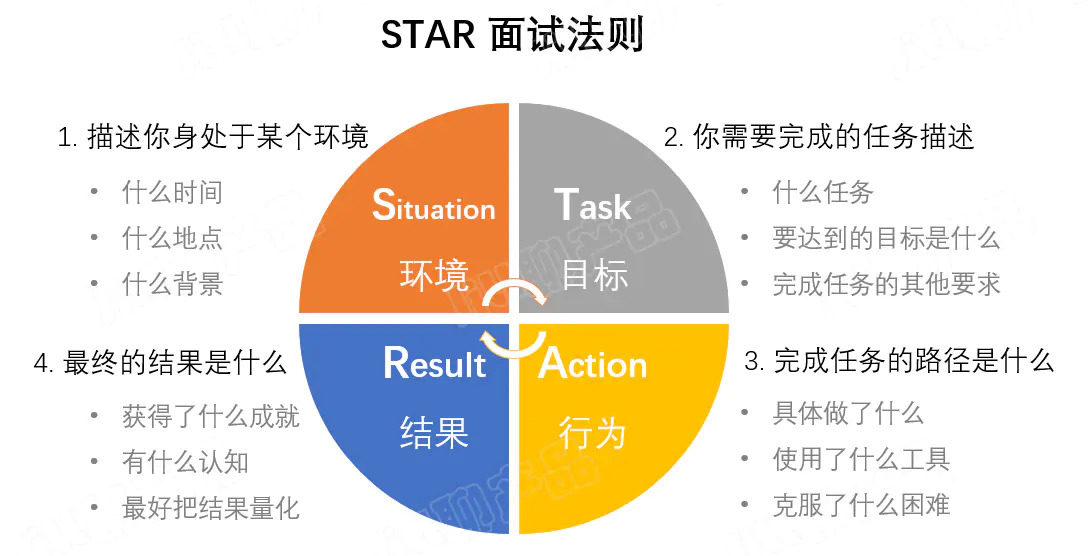 STAR 面试法则
1. 描述你身处于某个环境
• 什么时间
• 什么地点
• 什么背景
Situation
环境
2. 你需要完成的任务描述
• 什么任务
• 要达到的目标是什么
• 完成任务的其他要求
Task
目标
3. 完成任务的路径是什么
• 具体做了什么
• 使用了什么工具
• 克服了什么困难
Action
行为
4. 最终的结果是什么
• 获得了什么成就
• 有什么认知
• 最好把结果量化
Result
结果